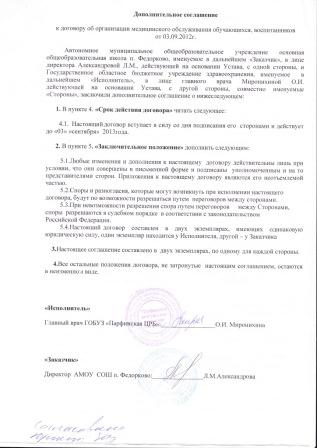 Дополнительное соглашение
к договору об организации медицинского обслуживания обучающихся, воспитанников
от 03.09.2012г.
Автономное муниципальное общеобразовательное учреждение основная
общеобразовательная школа п. Федорково, именуемое в дальнейшем «Заказчик», в лице
директора Александровой Л.М., действующей на основании Устава, с одной стороны, и
Государственное областное бюджетное учреждение здравоохранения, именуемое в
дальнейшем «Исполнитель», в лице главного врача Миронихиной О.И.
действующей на основании Устава, с другой стороны, совместно именуемые
«Стороны», заключили дополнительное соглашение о нижеследующем:
1. В пункте 4. «Срок действия договора» читать следующее:
4.1. Настоящий договор вступает в силу со дня подписания его сторонами и действует
до «03» «сентября» 2013года.
2. В пункте 5. «Заключительное положение» дополнить следующим:
5.1.Любые изменения и дополнения к настоящему договору действительны лишь при
условии, что они совершены в письменной форме и подписаны уполномоченным и на то
представителями сторон. Приложения к настоящему договору являются его неотъемлемой
частью.
5.2.Споры и разногласия, которые могут возникнуть при исполнении настоящего
договора, будут по возможности разрешаться путем переговоров между сторонами.
5.3.При невозможности разрешения спора путем переговоров между Сторонами,
споры разрешаются в судебном порядке в соответствии с законодательством
Российской Федерации.
5.4.Настоящий договор составлен в двух экземплярах, имеющих одинаковую
юридическую силу, один экземпляр находится у Исполнителя, другой – у Заказчика
3.Настоящее соглашение составлено в двух экземплярах, по одному для каждой стороны.
4.Все остальные положения договора, не затронутые настоящим соглашением, остаются
в неизменно м виде.
«Исполнитель»
Главный врач ГОБУЗ «Парфинская ЦРБ» О.И. Миронихина
«Заказчик»
Директор АМОУ СОШ п. Федорково: Л.М.Александрова